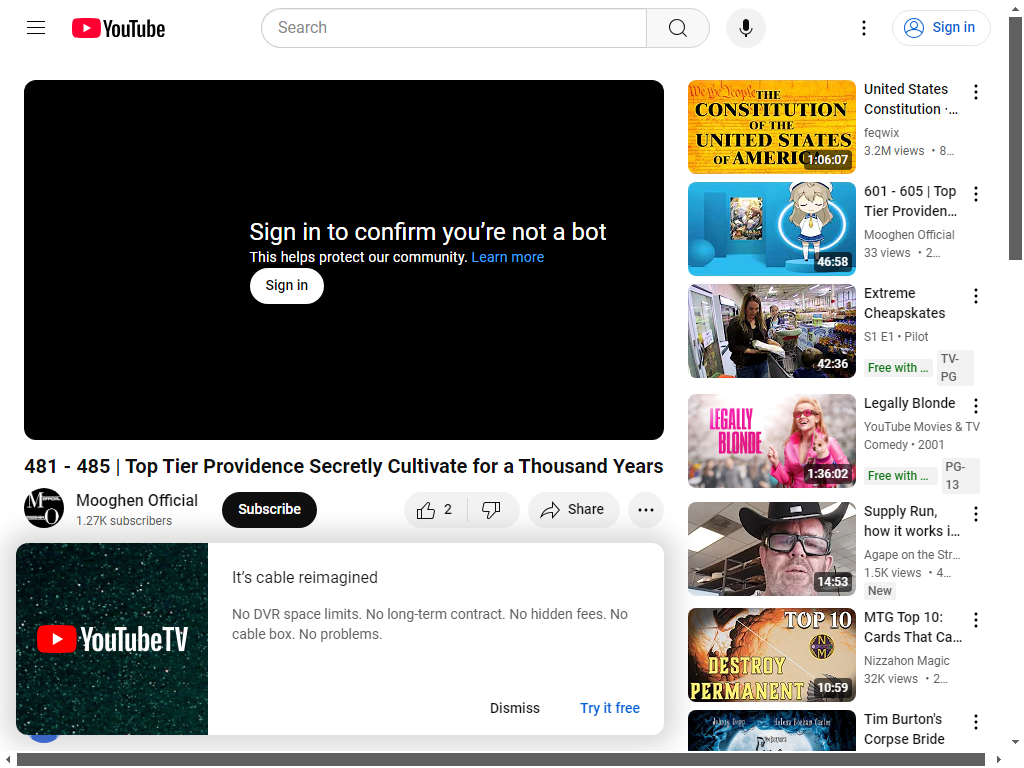 YouTube
Search
Sign in
Sign in to confirm you're not a bot
This helps protect our community. Learn more
Sign in
481 - 485 | Top Tier Providence Secretly Cultivate for a Thousand Years
Mooghen Official
1.27K subscribers
Subscribe
2
Share
YouTubeTV
It's cable reimagined
No DVR space limits. No long-term contract. No hidden fees. No
cable box. No problems.
Dismiss
Try it free
We the People
THE
CONSTITUTION
OF THE
UNITED STATES
OF AMERICA
1:06:07
United States
Constitution ·…
feqwix
3.2M views • 8…
46:58
601 - 605 | Top
Tier Providen…
Mooghen Official
33 views • 2…
42:36
Extreme
Cheapskates
S1 E1 • Pilot
Free with …
TV-
PG
LEGALLY
BLONDE
1:36:02
Legally Blonde
YouTube Movies & TV
Comedy • 2001
Free with …
PG-
13
14:53
Supply Run,
how it works i…
Agape on the Str…
1.5K views • 4…
New
TOP 10
NM
DESTROY
PERMANENT
10:59
MTG Top 10:
Cards That Ca…
Nizzahon Magic
32K views • 2…
Johnny Depp
Helena Bonham Carter
Tim Burton's
Corpse Bride